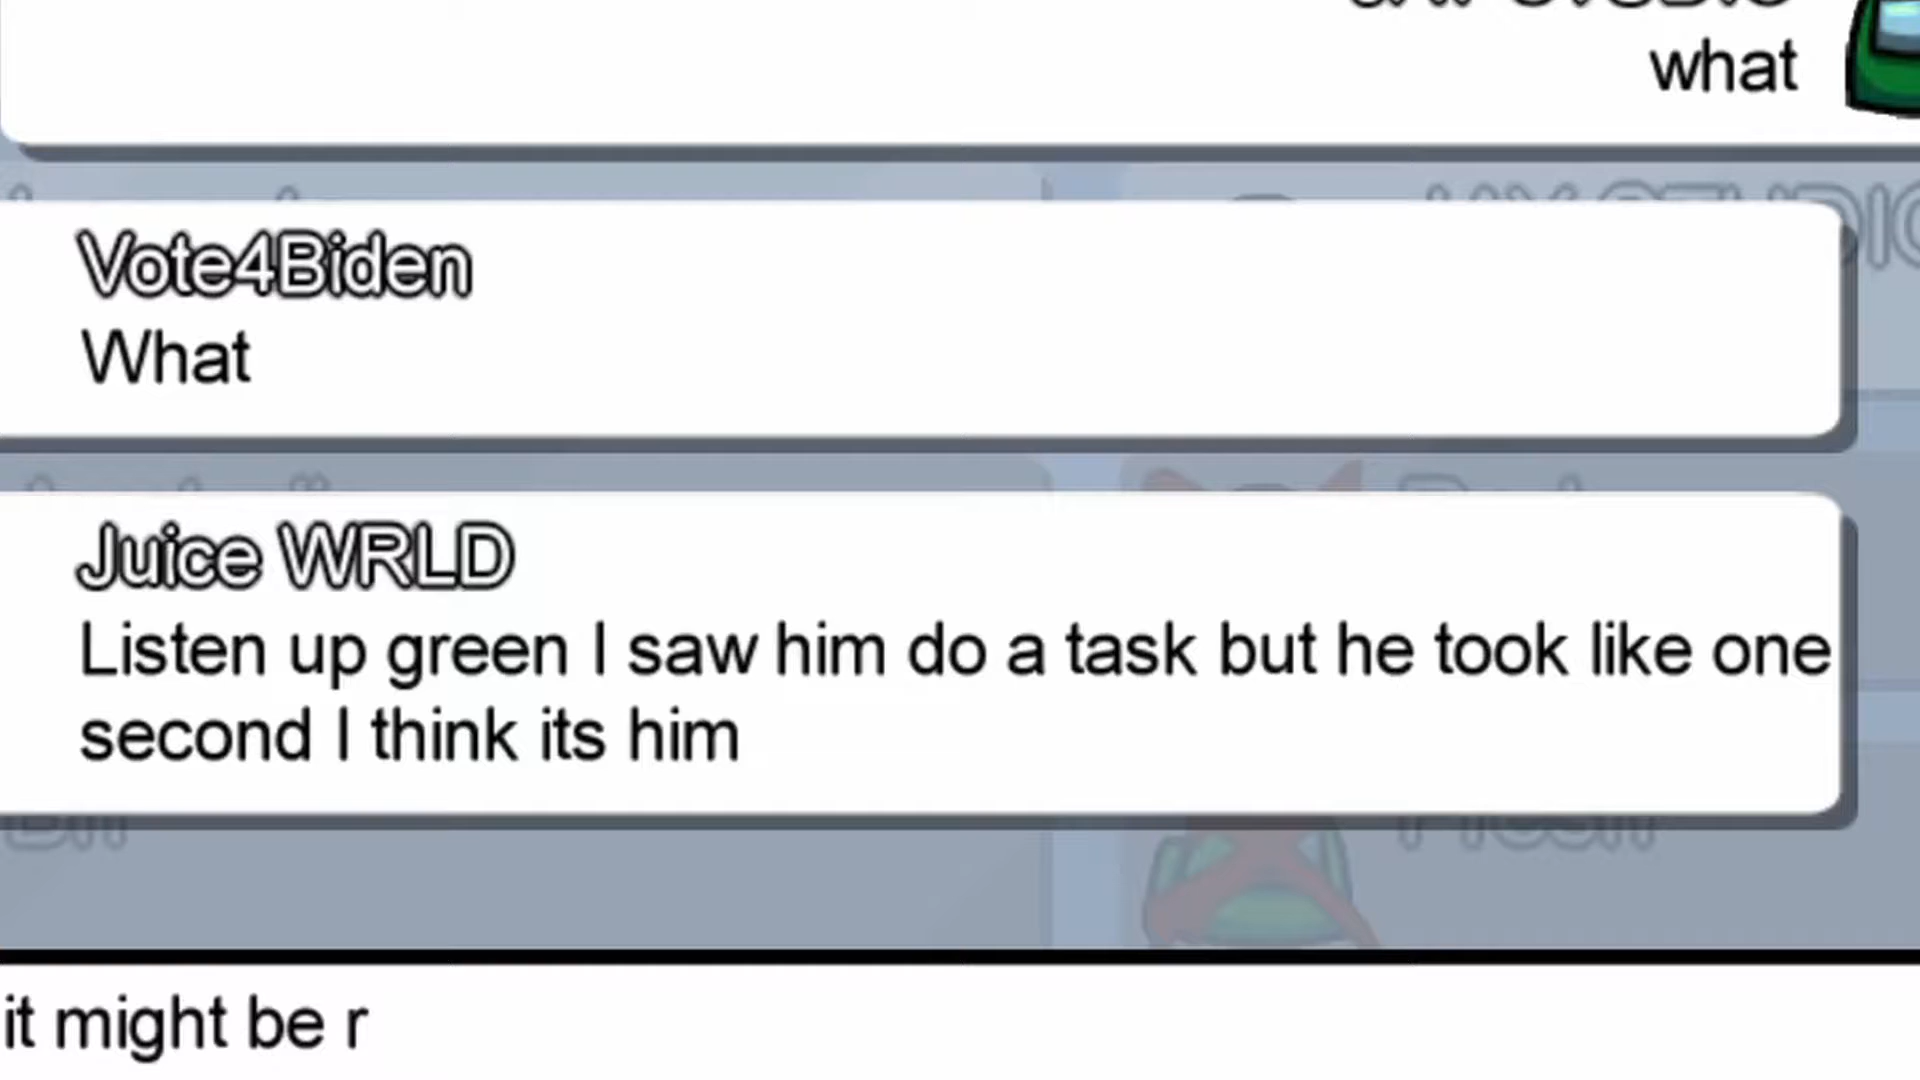 what
Vote4Biden
What
Juice WRLD
Listen up green I saw him do a task but he took like one
second I think its him
it might be r